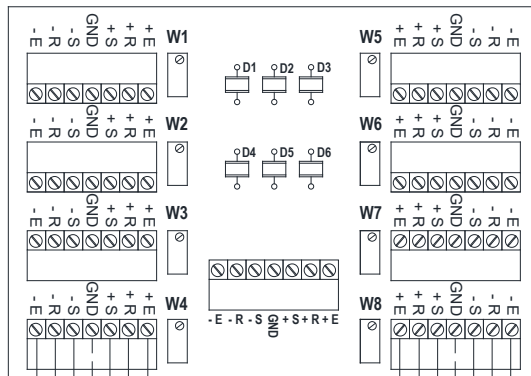 -E -R -S GND +S +R +E W1
D1 D2 D3
W5 +E +R +S GND -S -R -E
-E -R -S GND +S +R +E W2
D4 D5 D6
W6 +E +R +S GND -S -R -E
-E -R -S GND +S +R +E
W3
W7
+E +R +S GND -S -R -E
-E -R -S GND +S +R +E W4
-E -R -S GND +S +R +E
W8 +E +R +S GND -S -R -E